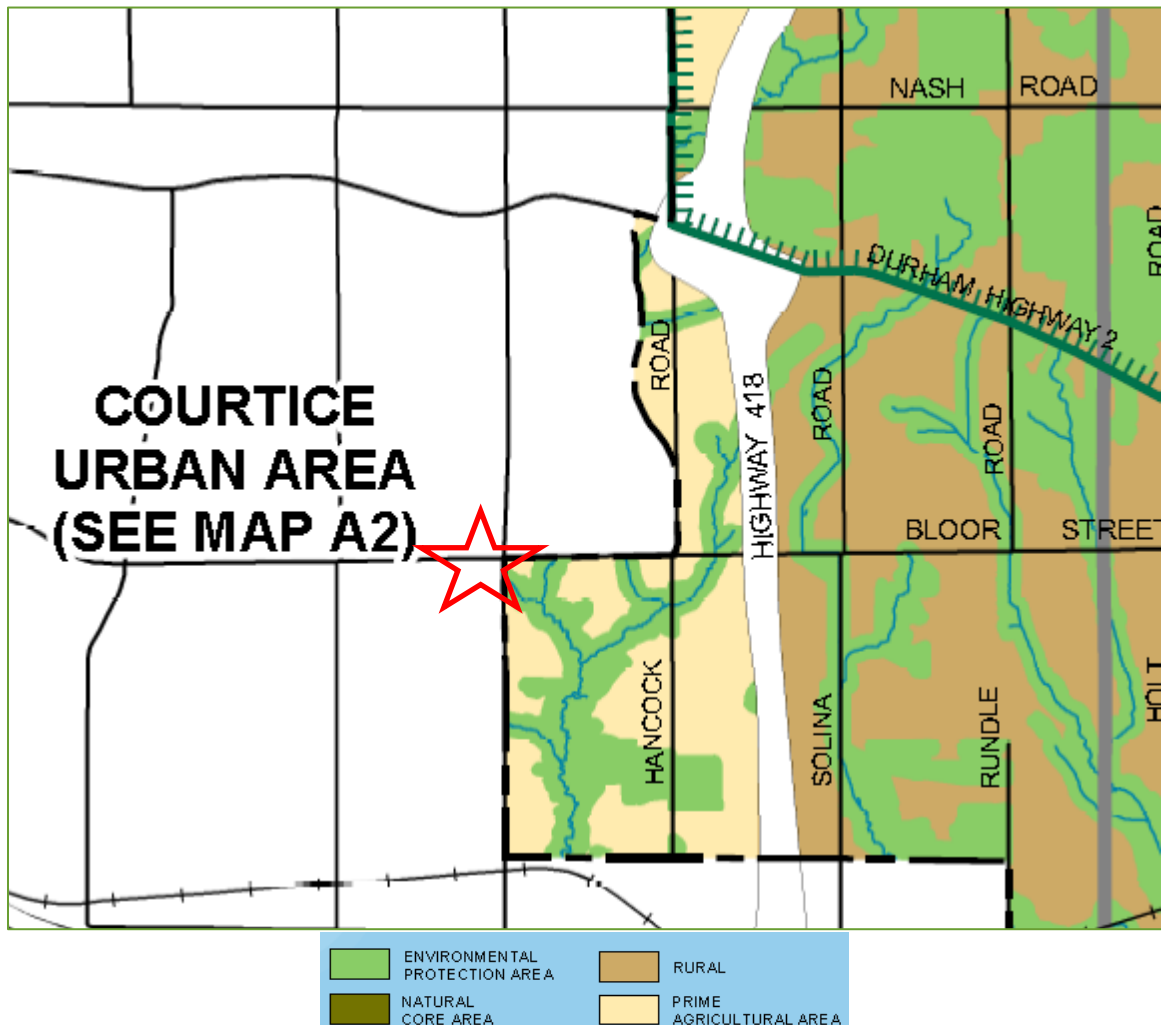 NASH ROAD
ROAD
DURHAM HIGHWAY 2
ROAD
ROAD
ROAD
HIGHWAY 418
COURTICE
URBAN AREA
(SEE MAP A2)
BLOOR STREET
HANCOCK
SOLINA
RUNDLE
HOLT
ENVIRONMENTAL
PROTECTION AREA
RURAL
NATURAL
CORE AREA
PRIME
AGRICULTURAL AREA